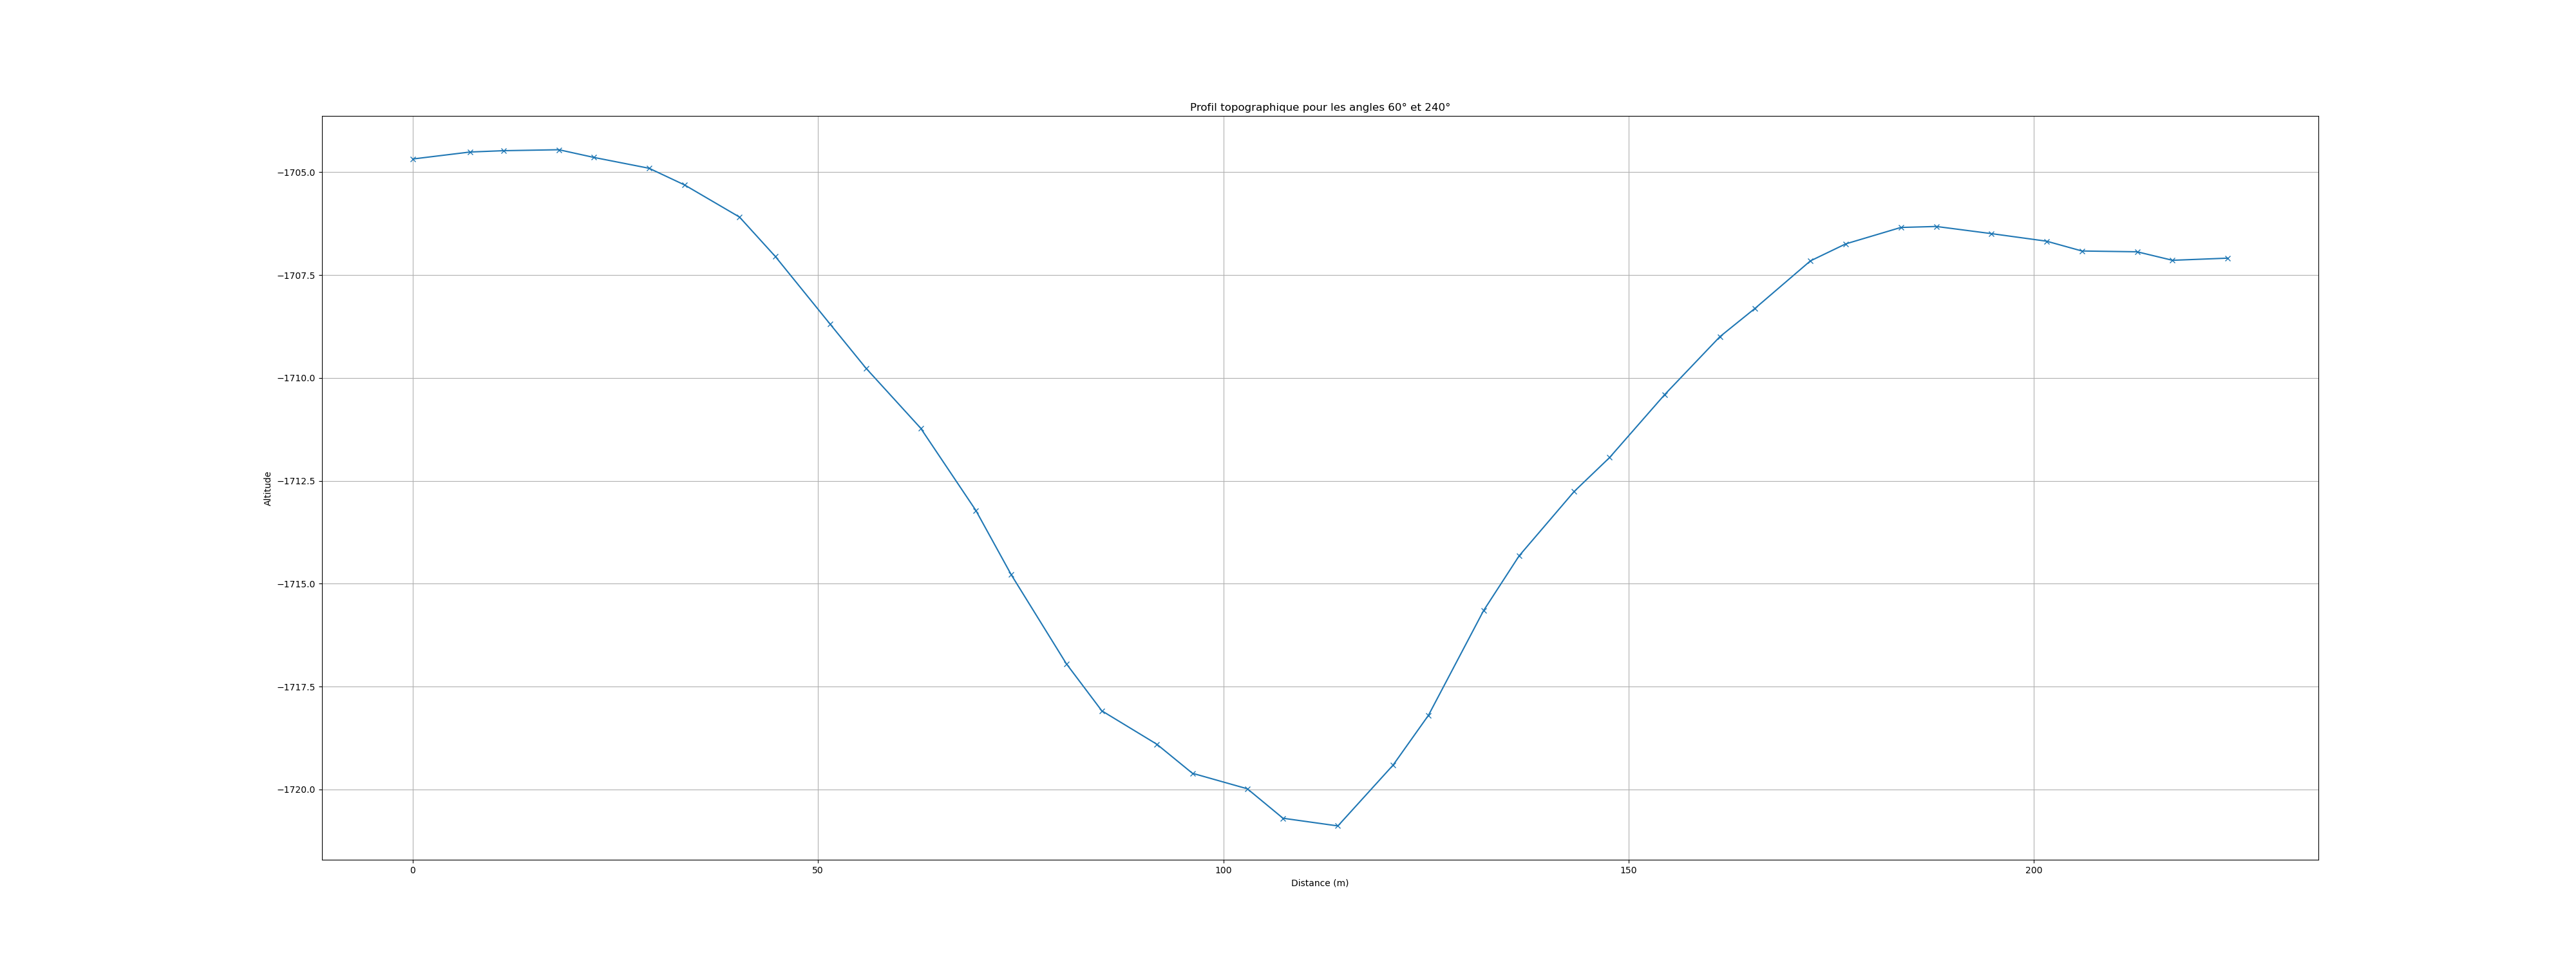 Profil topographique pour les angles 60° et 240°
−1705.0
−1707.5
−1710.0
−1712.5
−1715.0
−1717.5
−1720.0
Altitude
0 50 100 150 200
Distance (m)